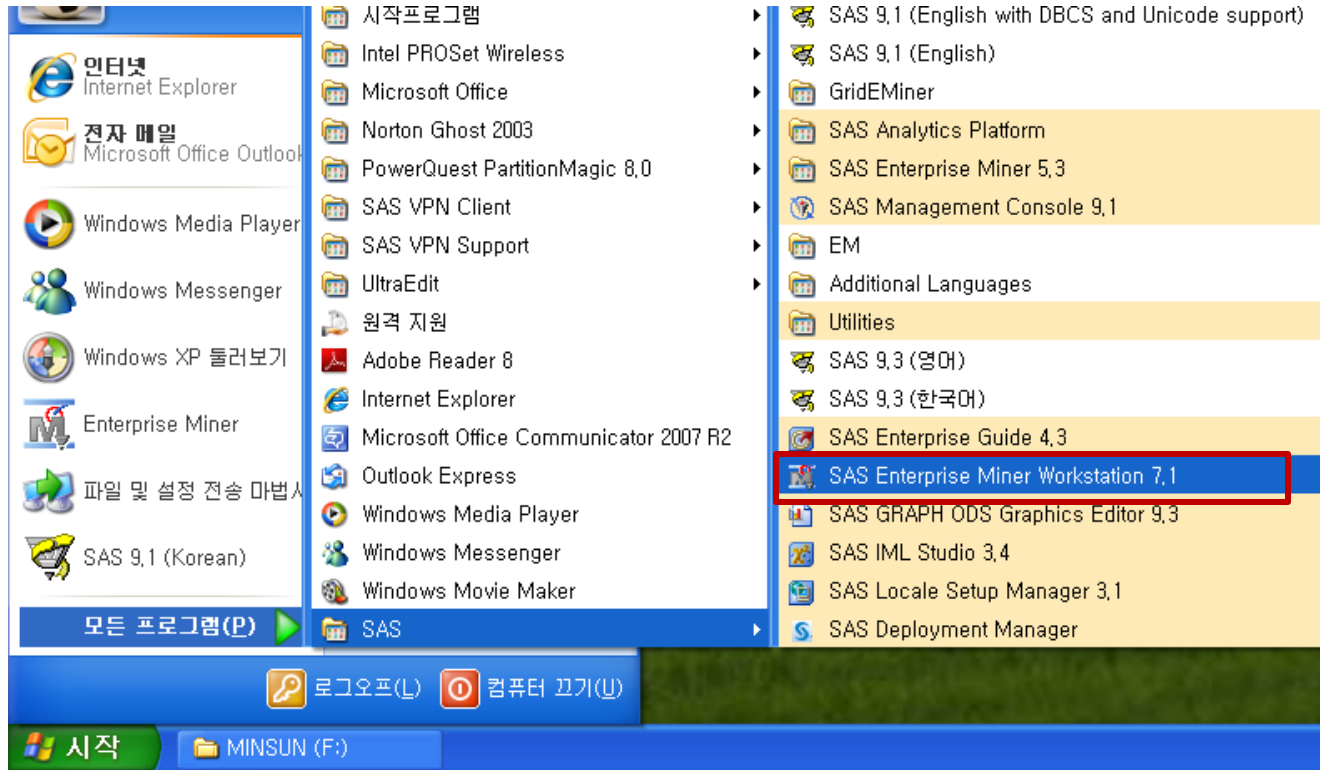 인터넷
Internet Explorer
전자 메일
Microsoft Office Outlook
Windows Media Player
Windows Messenger
Windows XP 둘러보기
Enterprise Miner
파일 및 설정 전송 마법사
SAS 9.1 (Korean)
모든 프로그램(P)
시작프로그램
Intel PROSet Wireless
Microsoft Office
Norton Ghost 2003
PowerQuest PartitionMagic 8.0
SAS VPN Client
SAS VPN Support
UltraEdit
원격 지원
Adobe Reader 8
Internet Explorer
Microsoft Office Communicator 2007 R2
Outlook Express
Windows Media Player
Windows Messenger
Windows Movie Maker
SAS
SAS 9.1 (English with DBCS and Unicode support)
SAS 9.1 (English)
GridEMiner
SAS Analytics Platform
SAS Enterprise Miner 5.3
SAS Management Console 9.1
EM
Additional Languages
Utilities
SAS 9.3 (영어)
SAS 9.3 (한국어)
SAS Enterprise Guide 4.3
SAS Enterprise Miner Workstation 7.1
SAS GRAPH ODS Graphics Editor 9.3
SAS IML Studio 3.4
SAS Locale Setup Manager 3.1
SAS Deployment Manager
로그오프(L)
컴퓨터 끄기(U)
시작
MINSUN (F:)